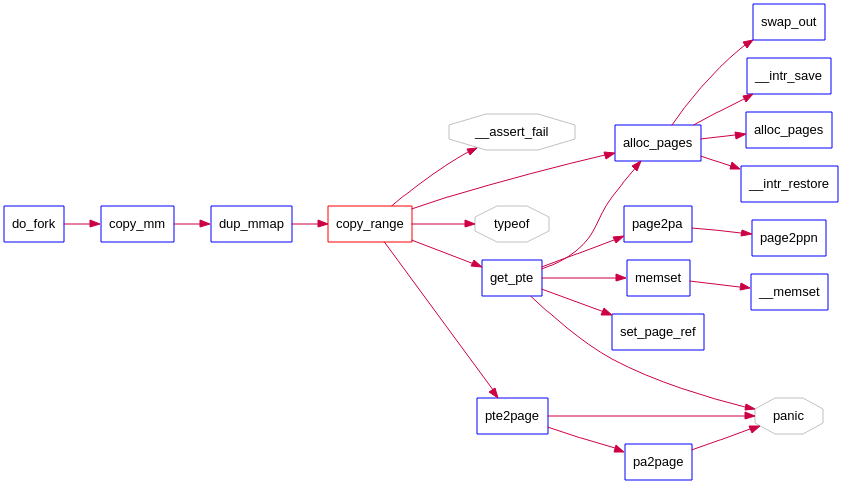 swap_out
__intr_save
__assert_fail
alloc_pages
alloc_pages
__intr_restore
do_fork
copy_mm
dup_mmap
copy_range
typeof
page2pa
page2ppn
get_pte
memset
__memset
set_page_ref
pte2page
panic
pa2page